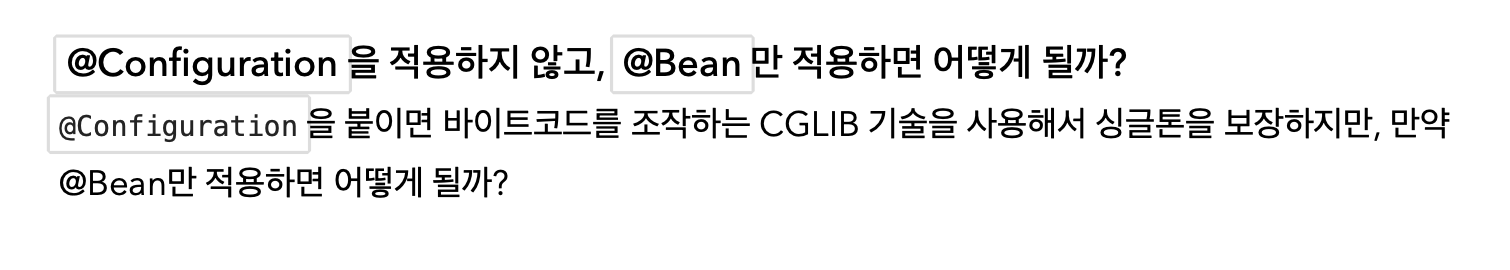 @Configuration 을 적용하지 않고, @Bean 만 적용하면 어떻게 될까?
@Configuration 을 붙이면 바이트코드를 조작하는 CGLIB 기술을 사용해서 싱글톤을 보장하지만, 만약
@Bean만 적용하면 어떻게 될까?